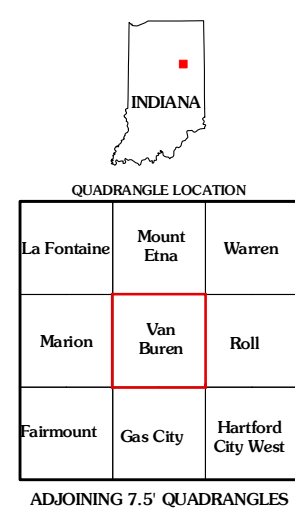 INDIANA
QUADRANGLE LOCATION
La Fontaine
Mount
Etna
Warren
Marion
Van
Buren
Roll
Fairmount
Gas City
Hartford
City West
ADJOINING 7.5' QUADRANGLES